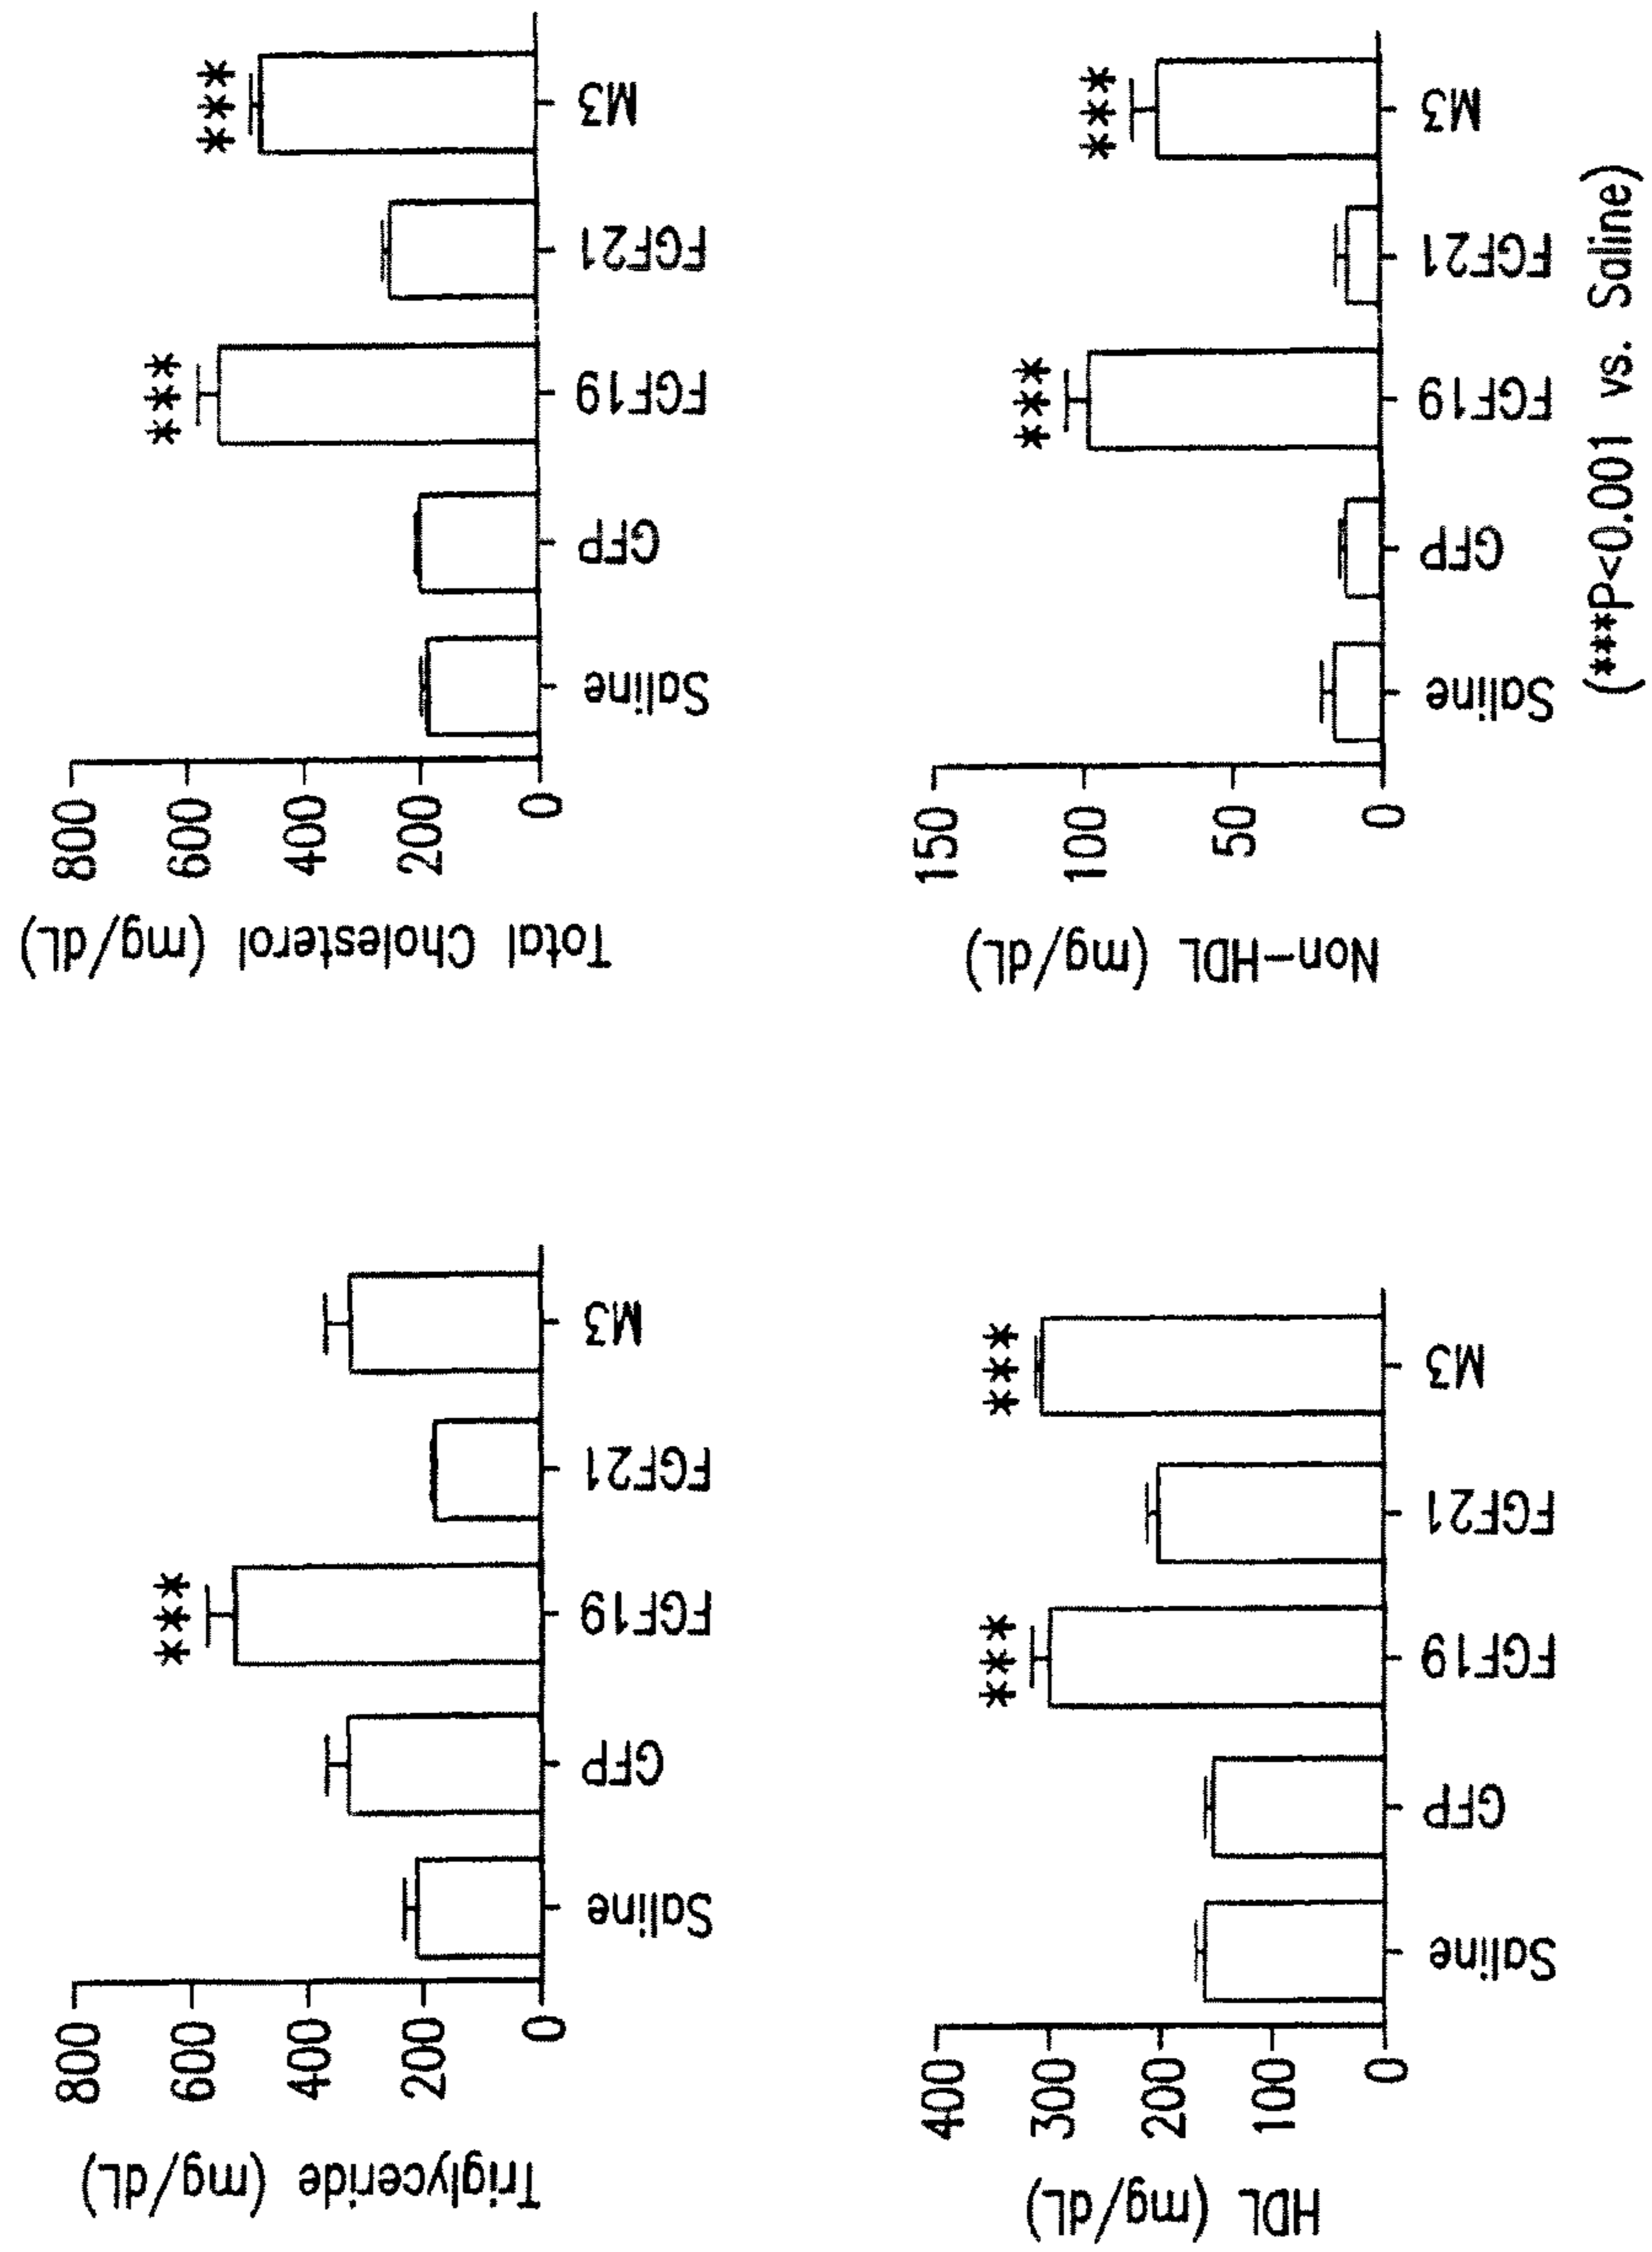 Triglyceride (mg/dL)
800
600
400
200
0
***
Saline
GFP
FGF19
FGF21
M3
Total Cholesterol (mg/dL)
800
600
400
200
0
***
***
Saline
GFP
FGF19
FGF21
M3
HDL (mg/dL)
400
300
200
100
0
***
***
Saline
GFP
FGF19
FGF21
M3
Non-HDL (mg/dL)
150
100
50
0
***
***
Saline
GFP
FGF19
FGF21
M3
(***P<0.001 vs. Saline)